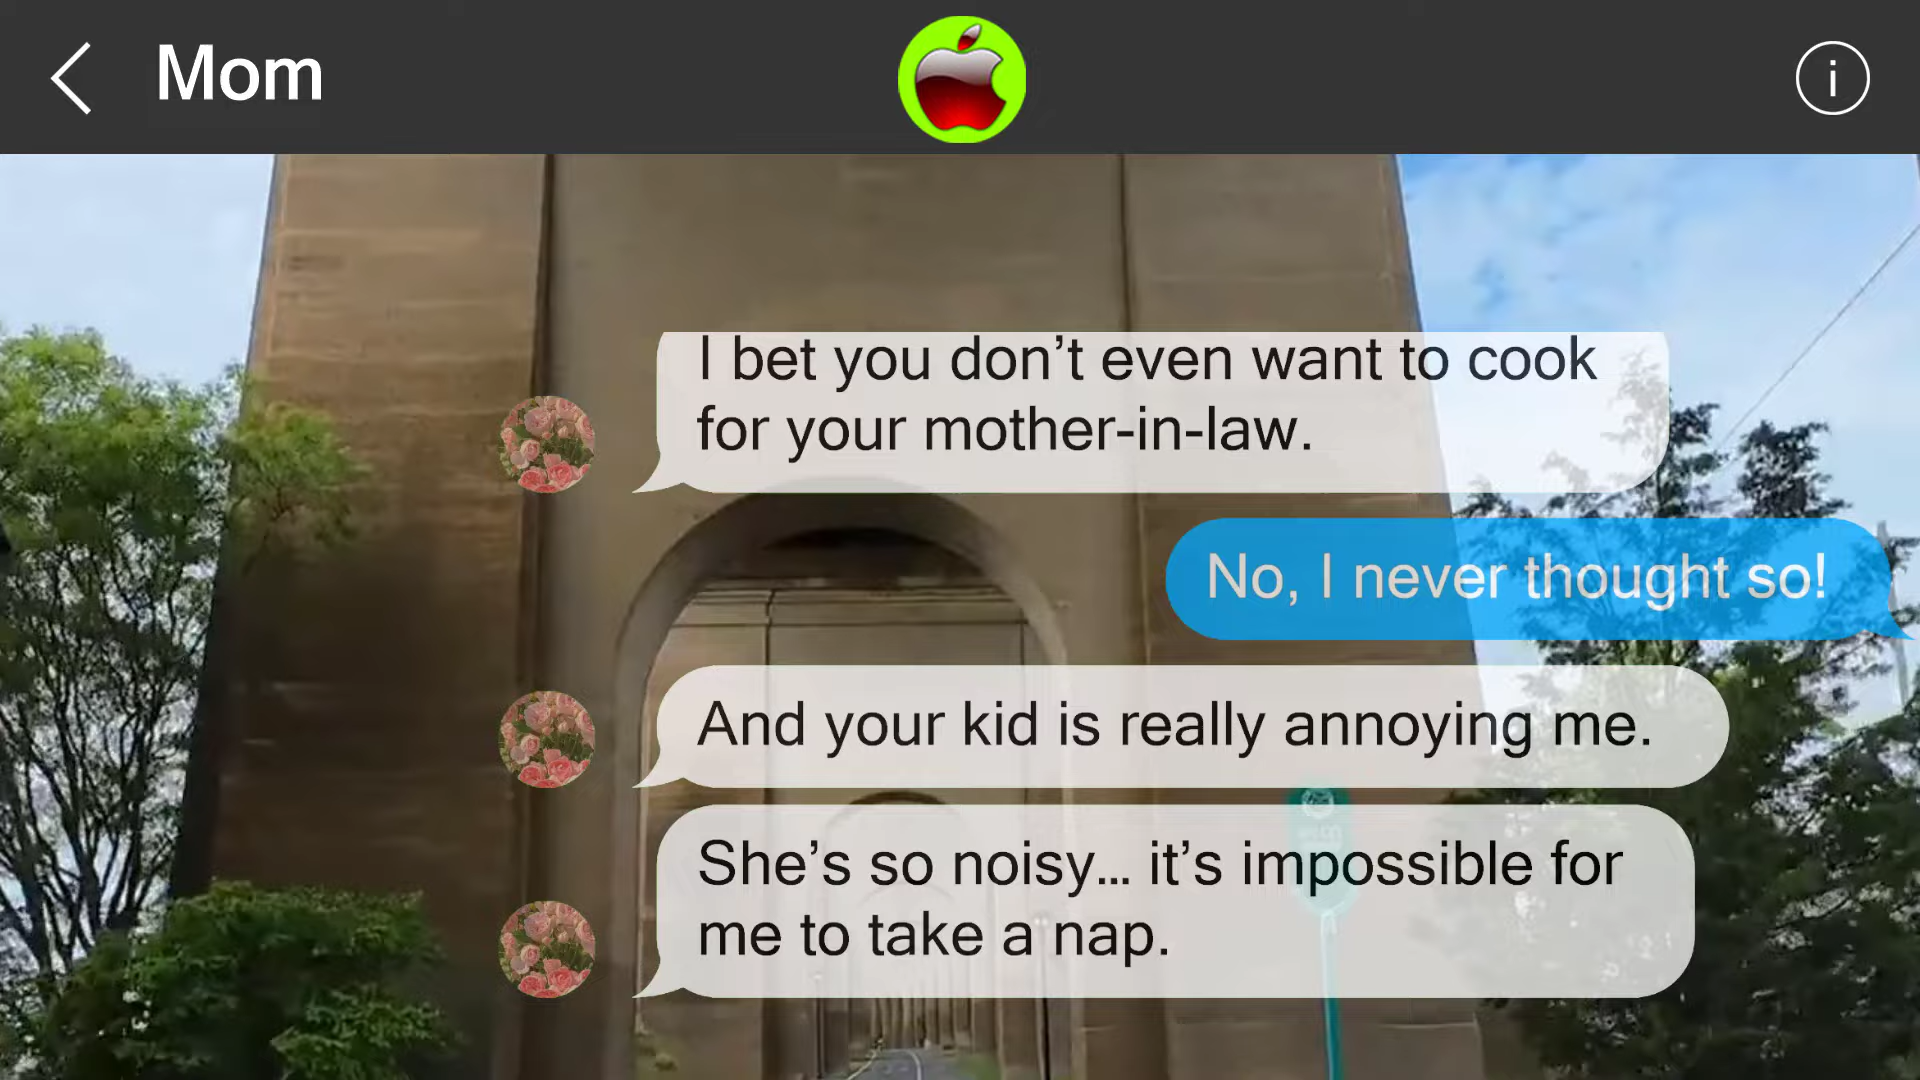 Mom
i
I bet you don’t even want to cook
for your mother-in-law.
No, I never thought so!
And your kid is really annoying me.
She’s so noisy... it’s impossible for
me to take a nap.